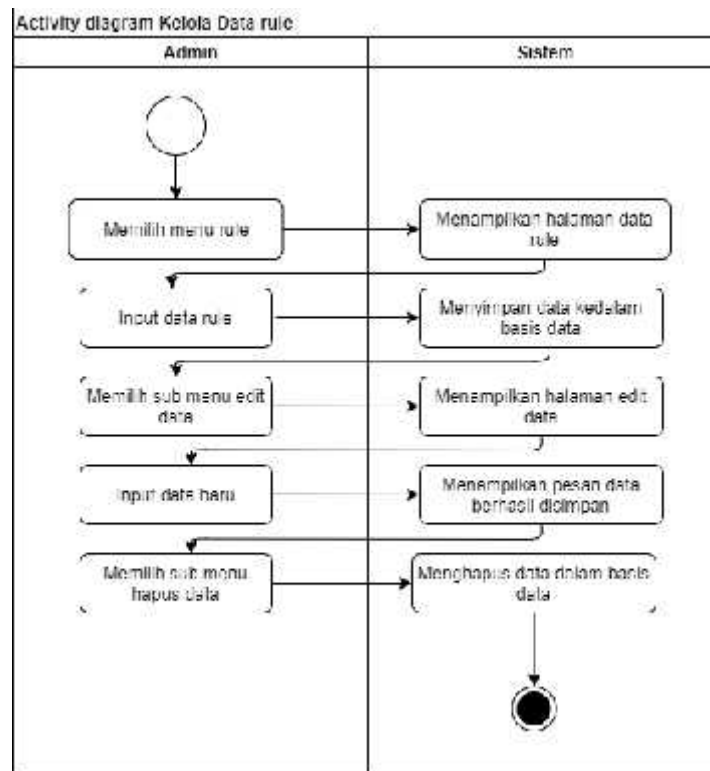 Activity diagram Kelola Data rule
Admin
Sistem
Memilih menu rule
Menampilkan halaman data
rule
Input data rule
Menyimpan data kedalam
basis data
Memilih sub menu edit
data
Menampilkan halaman edit
data
Input data baru
Menampilkan pesan data
berhasil disimpan
Memilih sub menu
hapus data
Menghapus data dalam basis
data